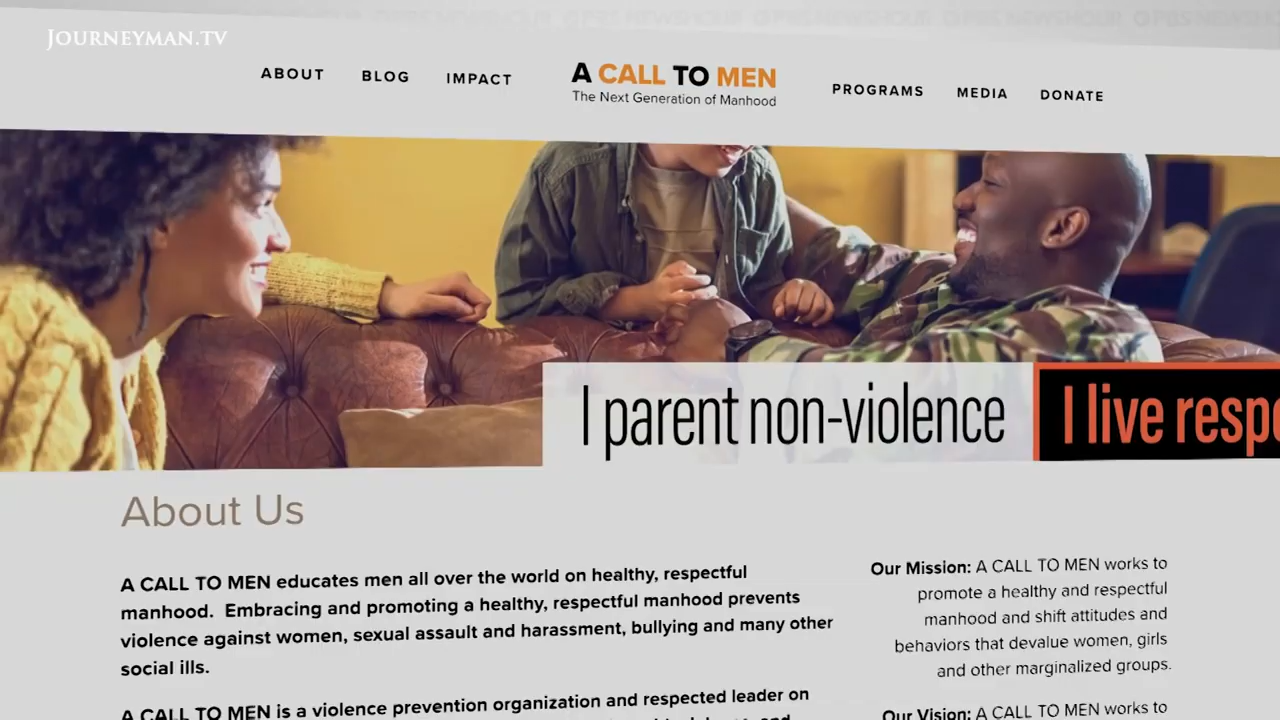 JOURNEYMAN.TV
ABOUT BLOG IMPACT
A CALL TO MEN
The Next Generation of Manhood
PROGRAMS MEDIA DONATE
I parent non-violence
I live
About Us
A CALL TO MEN educates men all over the world on healthy, respectful
manhood. Embracing and promoting a healthy, respectful manhood prevents
violence against women, sexual assault and harassment, bullying and many other
social ills.
A CALL TO MEN is a violence prevention organization and respected leader on
Our Mission: A CALL TO MEN works to
promote a healthy and respectful
manhood and shift attitudes and
behaviors that devalue women, girls
and other marginalized groups.
Our Vision: A CALL TO MEN works to